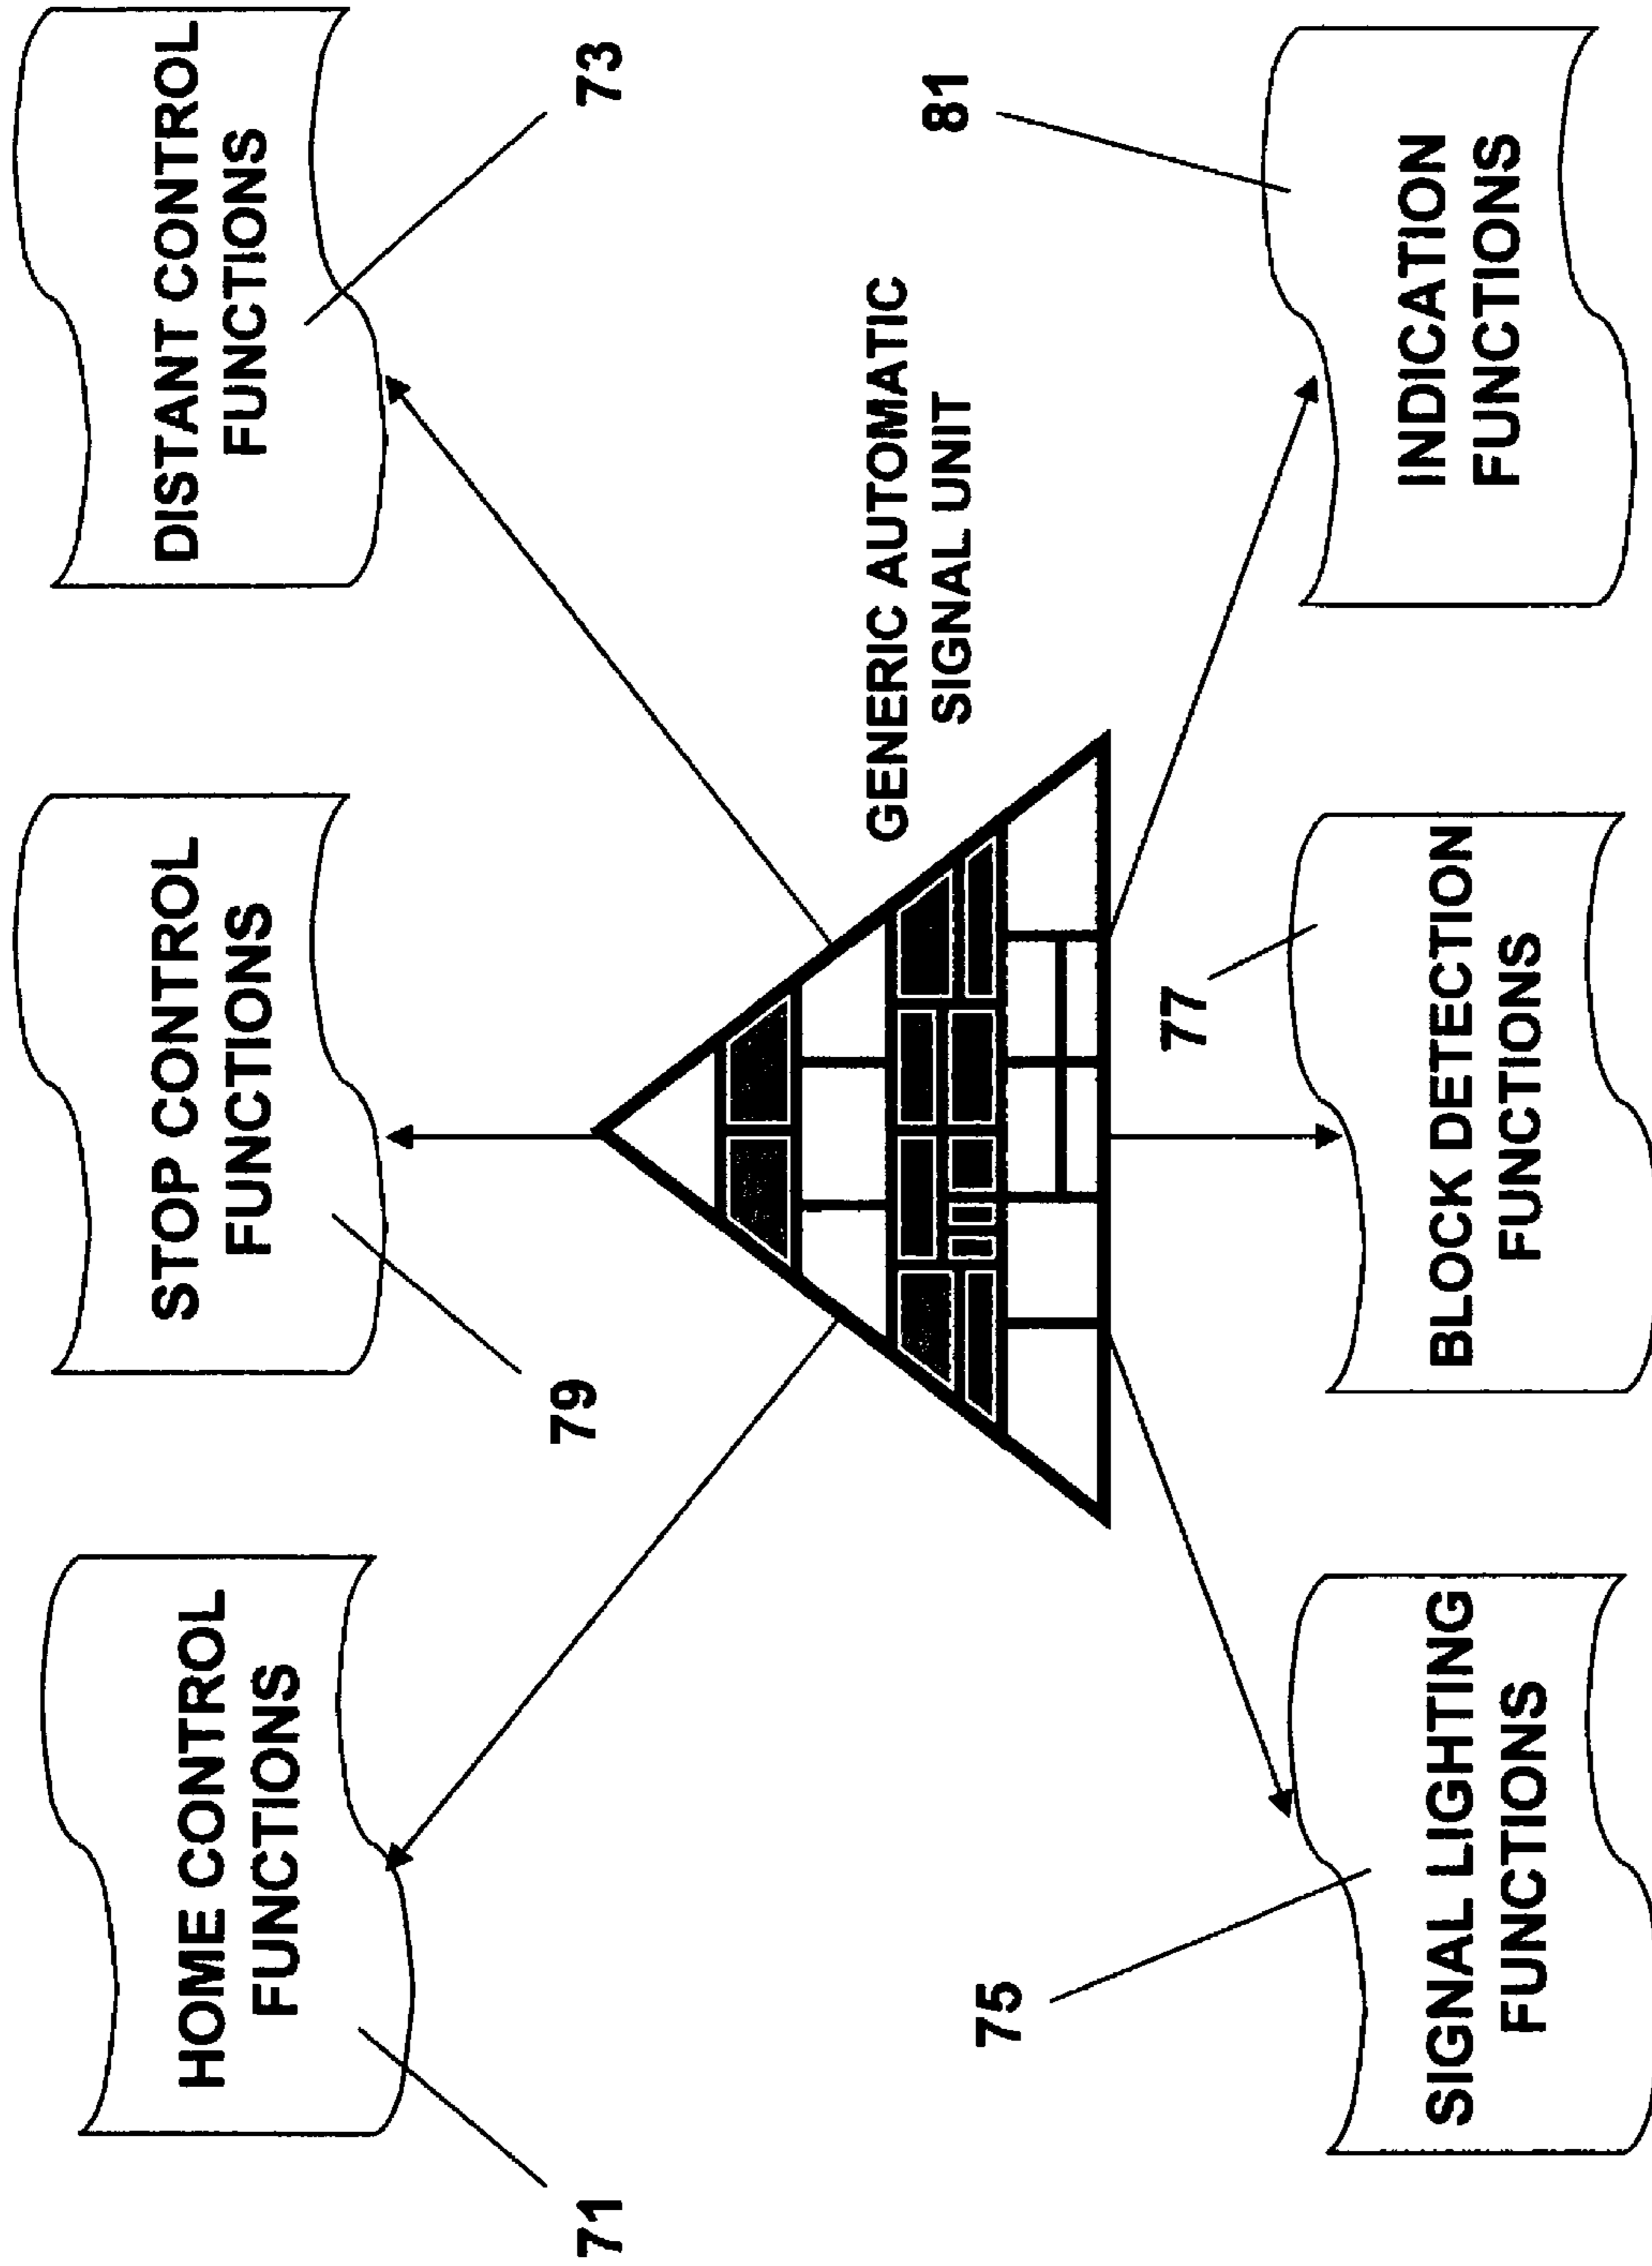 HOME CONTROL
FUNCTIONS
71
STOP CONTROL
FUNCTIONS
79
DISTANT CONTROL
FUNCTIONS
73
GENERIC AUTOMATIC
SIGNAL UNIT
75
SIGNAL LIGHTING
FUNCTIONS
77
BLOCK DETECTION
FUNCTIONS
81
INDICATION
FUNCTIONS